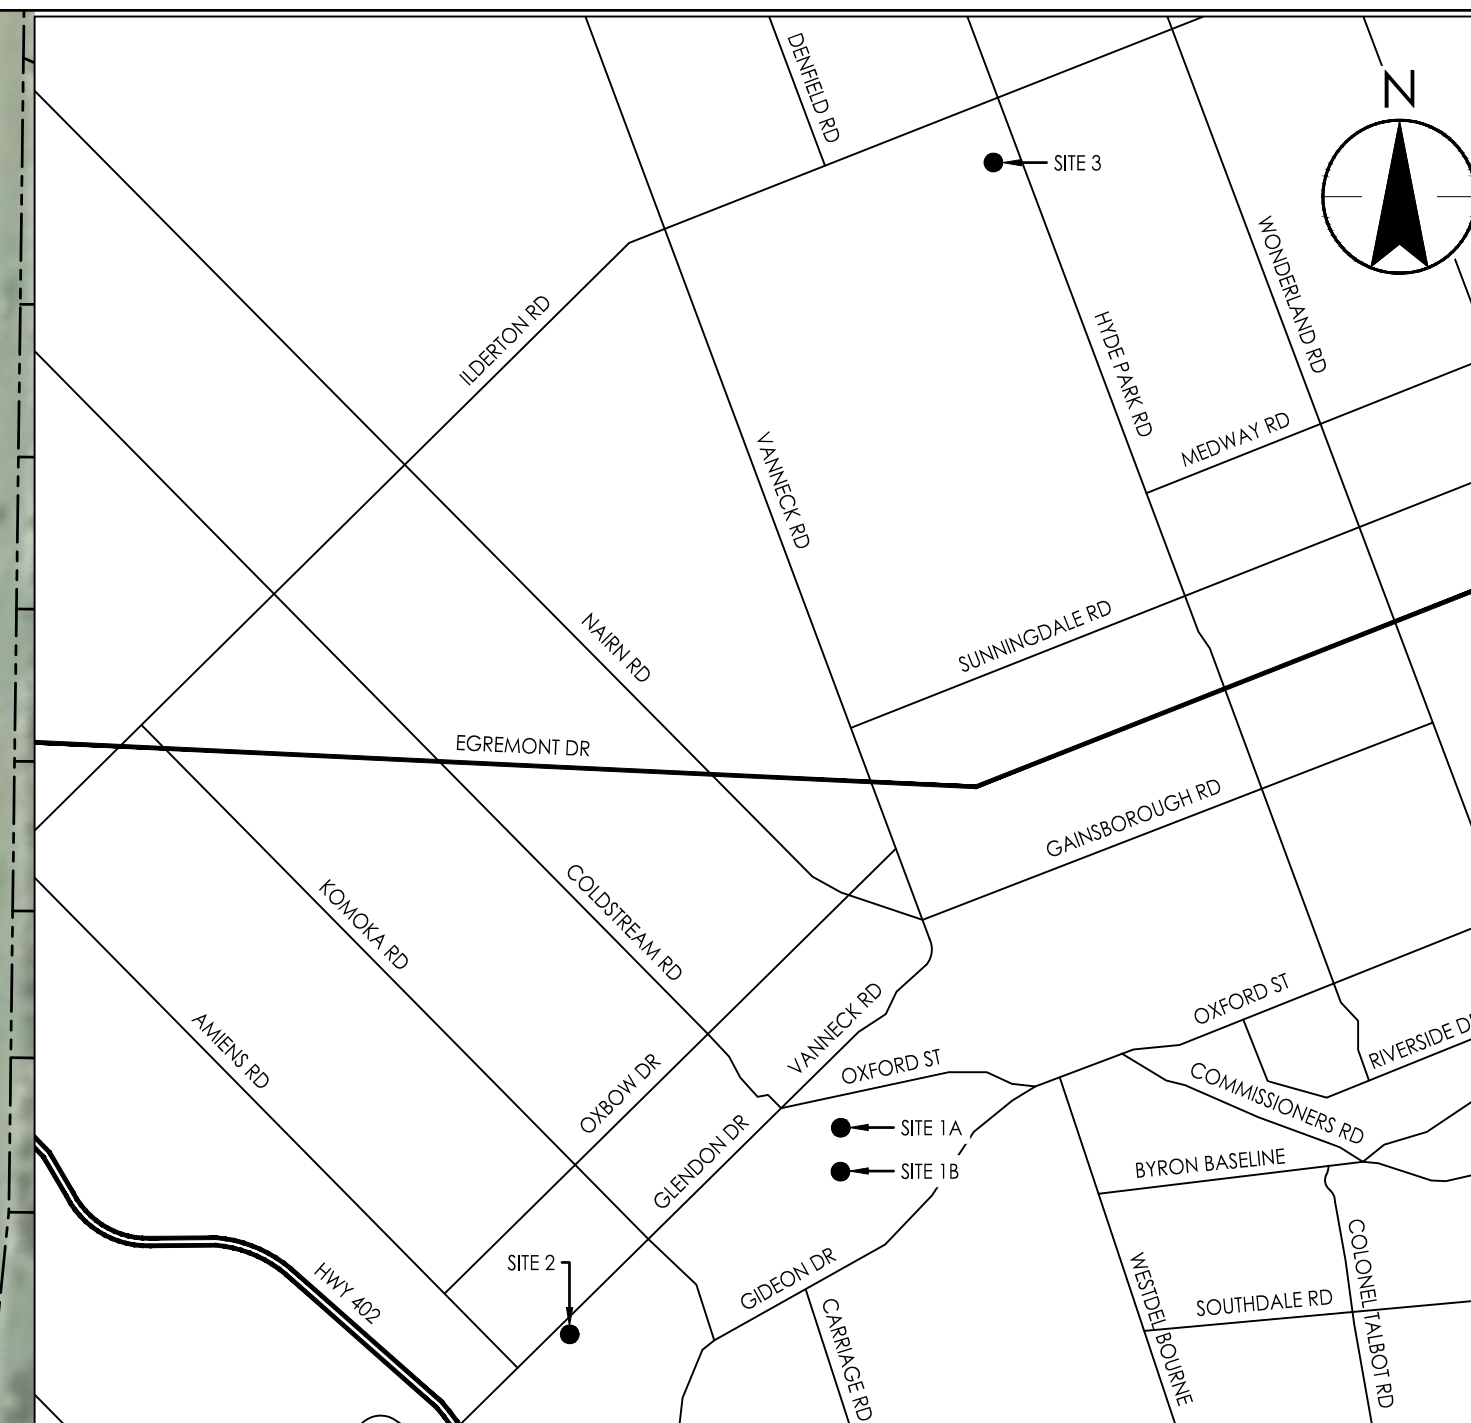 DENFIELD RD
N
SITE 3
WONDERLAND RD
ILDERTON RD
HYDE PARK RD
MEDWAY RD
VANNECK RD
SUNNINGDALE RD
NAIRN RD
EGREMONT DR
GAINSBOROUGH RD
COLDSTREAM RD
KOMOKA RD
VANNECK RD
OXFORD ST
AMIENS RD
OXFORD ST
RIVERSIDE
OXBOW DR
COMMISSIONERS RD
SITE 1A
GLENDON DR
SITE 1B
BYRON BASELINE
SITE 2
HWY 402
GIDEON DR
WESTDEL BOURNE
COLONEL TALBOT RD
SOUTHDALE RD
CARRIAGE RD